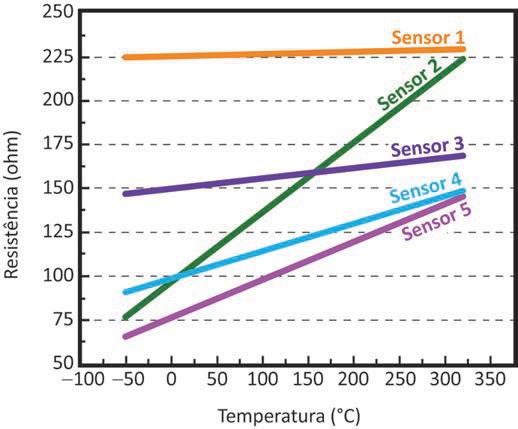 250
225
200
175
150
125
100
75
50
Resistência (ohm)
Sensor 1
Sensor 2
Sensor 3
Sensor 4
Sensor 5
−100 −50 0 50 100 150 200 250 300 350
Temperatura (°C)